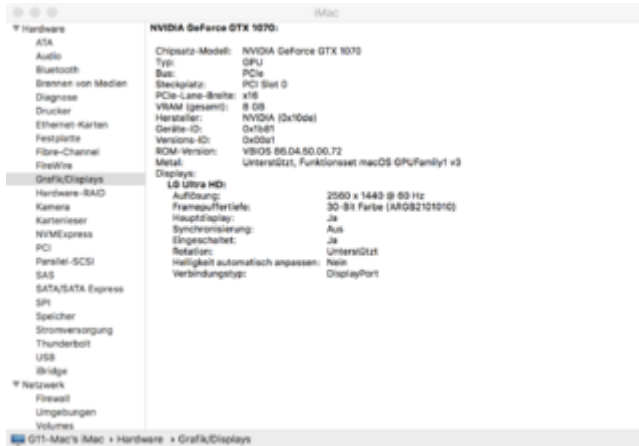 iMac
Hardware
ATA
Audio
Bluetooth
Brennen von Medien
Diagnose
Drucker
Ethernet-Karten
Festplatte
Fibre-Channel
FireWire
Grafik/Displays
Hardware-RAID
Kamera
Kartenleser
NVMExpress
PCI
Parallel-SCSI
SAS
SATA/SATA Express
SPI
Speicher
Stromversorgung
Thunderbolt
USB
iBridge
Netzwerk
Firewall
Umgebungen
Volumes
NVIDIA GeForce GTX 1070:
Chipsatz-Modell: NVIDIA GeForce GTX 1070
Typ: GPU
Bus: PCIe
Steckplatz: PCI Slot 0
PCIe-Lane-Breite: x16
VRAM (gesamt): 8 GB
Hersteller: NVIDIA (0x10de)
Geräte-ID: 0x1b81
Versions-ID: 0x00a1
ROM-Version: VBIOS 86.04.50.00.72
Metal: Unterstützt, Funktionsset macOS GPUFamily1 v3
Displays:
LG Ultra HD:
Auflösung: 2560 x 1440 @ 60 Hz
Framepuffertiefe: 30-Bit Farbe (ARGB2101010)
Hauptdisplay: Ja
Synchronisierung: Aus
Eingeschaltet: Ja
Rotation: Unterstützt
Helligkeit automatisch anpassen: Nein
Verbindungstyp: DisplayPort
G11-Mac's iMac › Hardware › Grafik/Displays